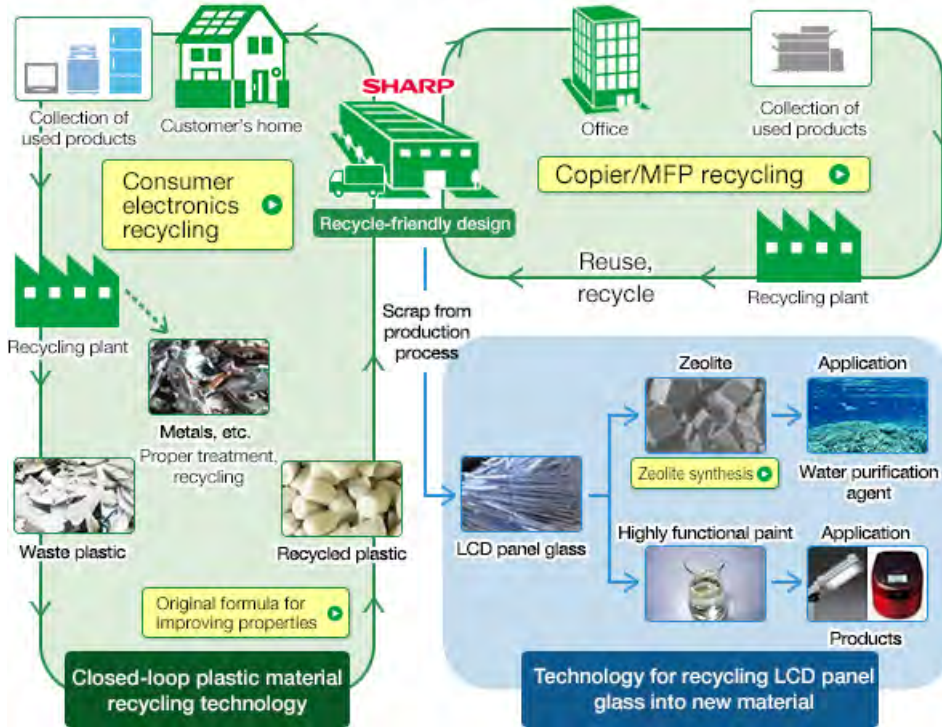 SHARP
Recycle-friendly design
Collection of
used products
Customer's home
Consumer
electronics
recycling
Recycling plant
Metals, etc.
Proper treatment,
recycling
Waste plastic
Recycled plastic
Original formula for
improving properties
Closed-loop plastic material
recycling technology
Office
Collection of
used products
Copier/MFP recycling
Reuse,
recycle
Recycling plant
Scrap from
production
process
LCD panel glass
Zeolite
Zeolite synthesis
Application
Water purification
agent
Highly functional paint
Application
Products
Technology for recycling LCD panel
glass into new material